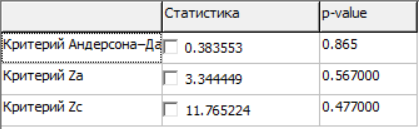 Статистика p-value
Критерий Андерсона-Да 0.383553 0.865
Критерий Za 3.344449 0.567000
Критерий Zc 11.765224 0.477000